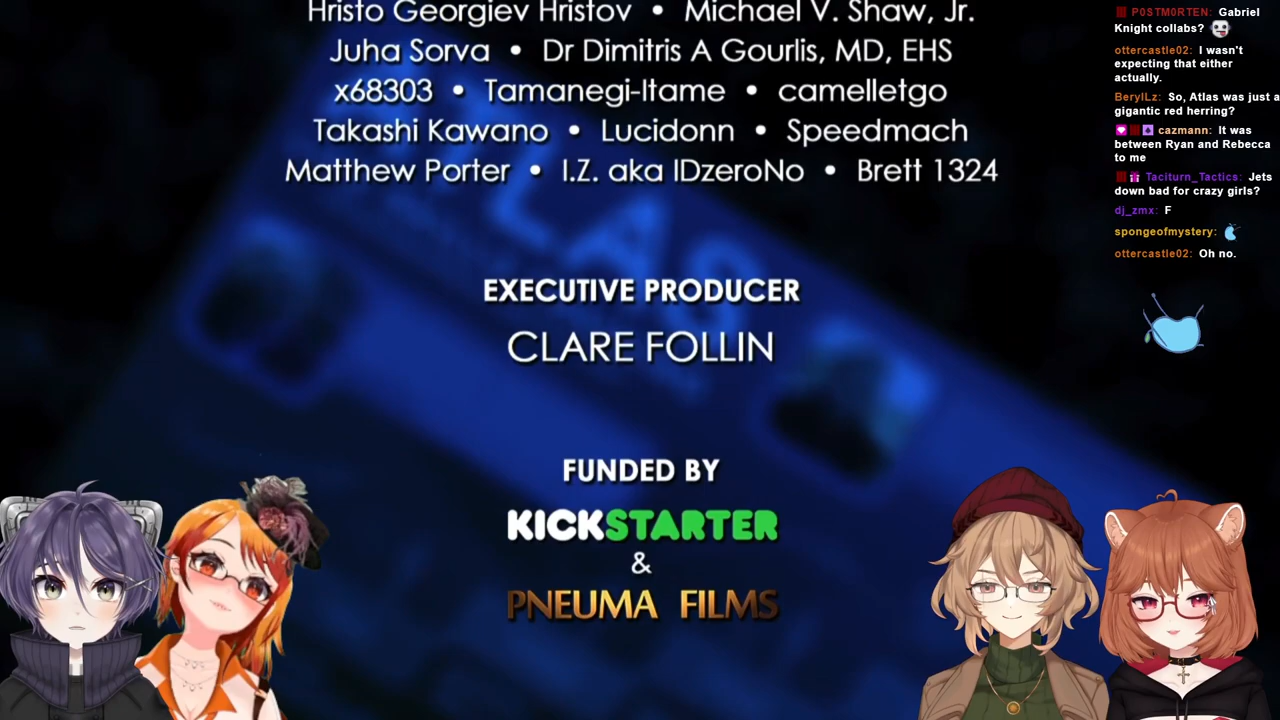 Hristo Georgiev Hristov • Michael V. Shaw, Jr.
Juha Sorva • Dr Dimitris A Gourlis, MD, EHS
x68303 • Tamanegi-Itame • camelletgo
Takashi Kawano • Lucidonn • Speedmach
Matthew Porter • I.Z. aka IDzeroNo • Brett 1324
EXECUTIVE PRODUCER
CLARE FOLLIN
FUNDED BY
KICKSTARTER
&
PNEUMA FILMS
P0STM0RTEN: Gabriel
Knight collabs?
ottercastle02: I wasn't
expecting that either
actually.
BerylLz: So, Atlas was just a
gigantic red herring?
cazmann: It was
between Ryan and Rebecca
to me
Taciturn_Tactics: Jets
down bad for crazy girls?
dj_zmx: F
spongeofmystery:
ottercastle02: Oh no.